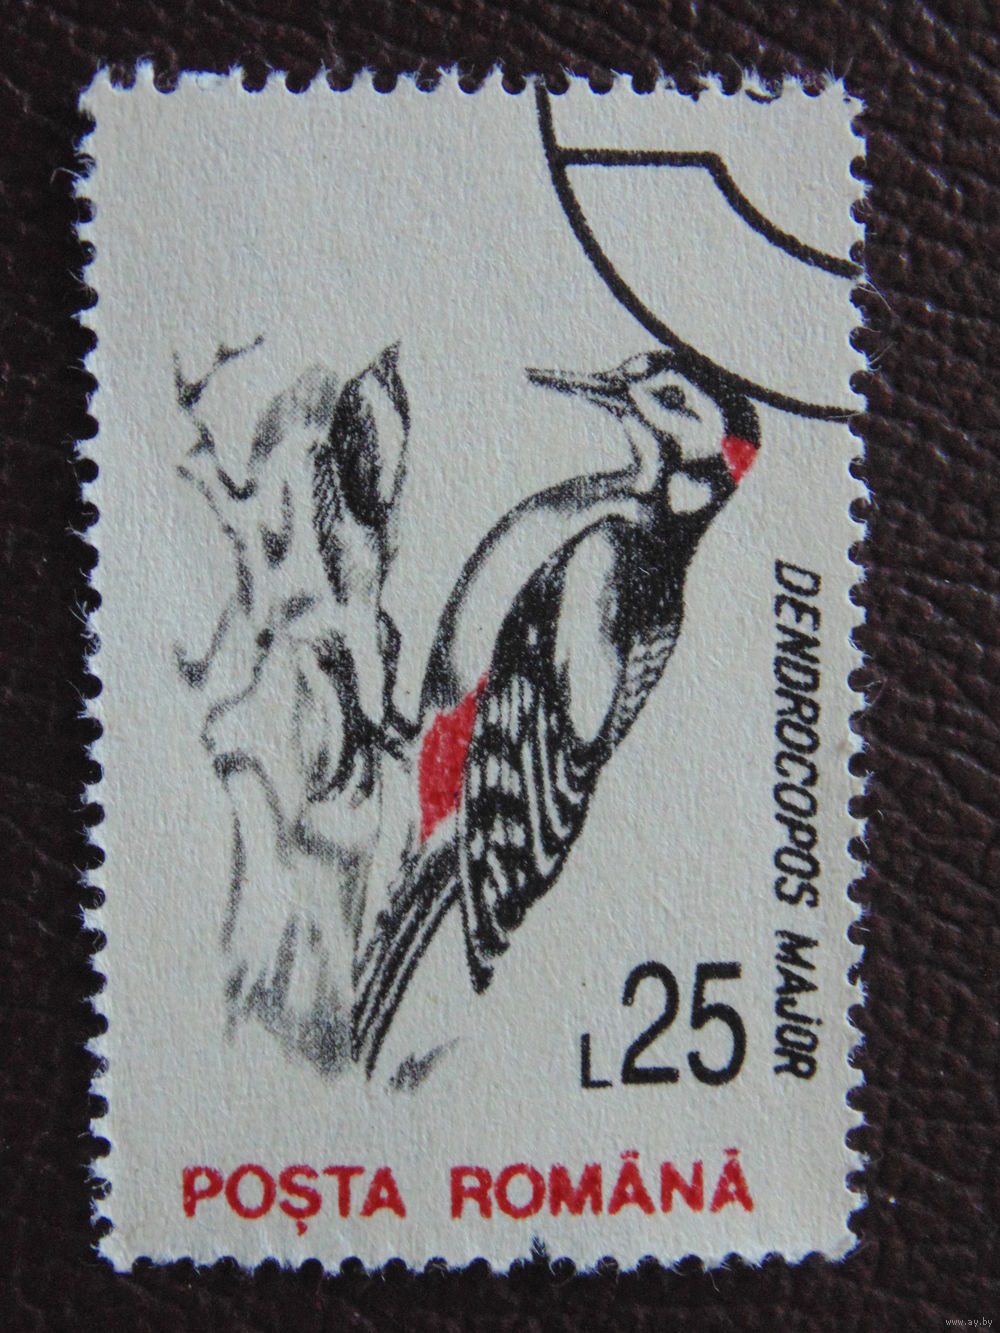 DENDROCOPOS MAJOR
L25
POȘTA ROMÂNĂ
www.ay.by